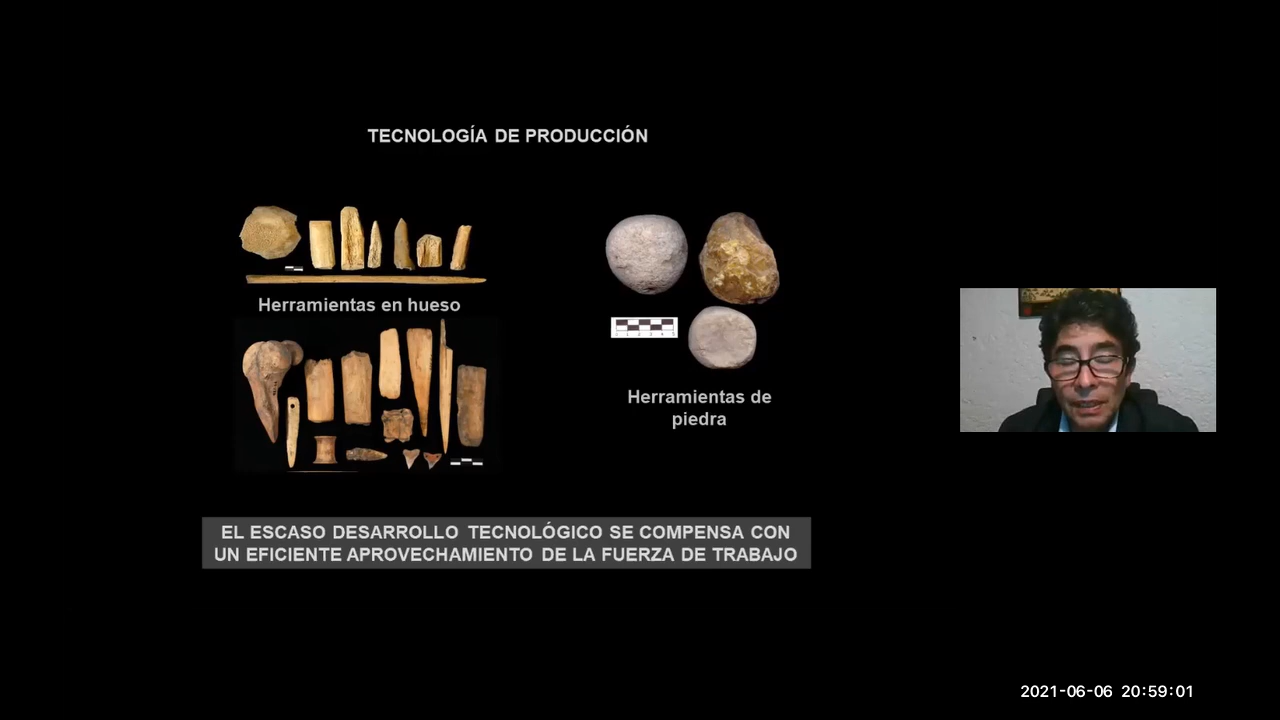 TECNOLOGÍA DE PRODUCCIÓN
Herramientas en hueso
Herramientas de
piedra
EL ESCASO DESARROLLO TECNOLÓGICO SE COMPENSA CON
UN EFICIENTE APROVECHAMIENTO DE LA FUERZA DE TRABAJO
2021-06-06 20:59:01